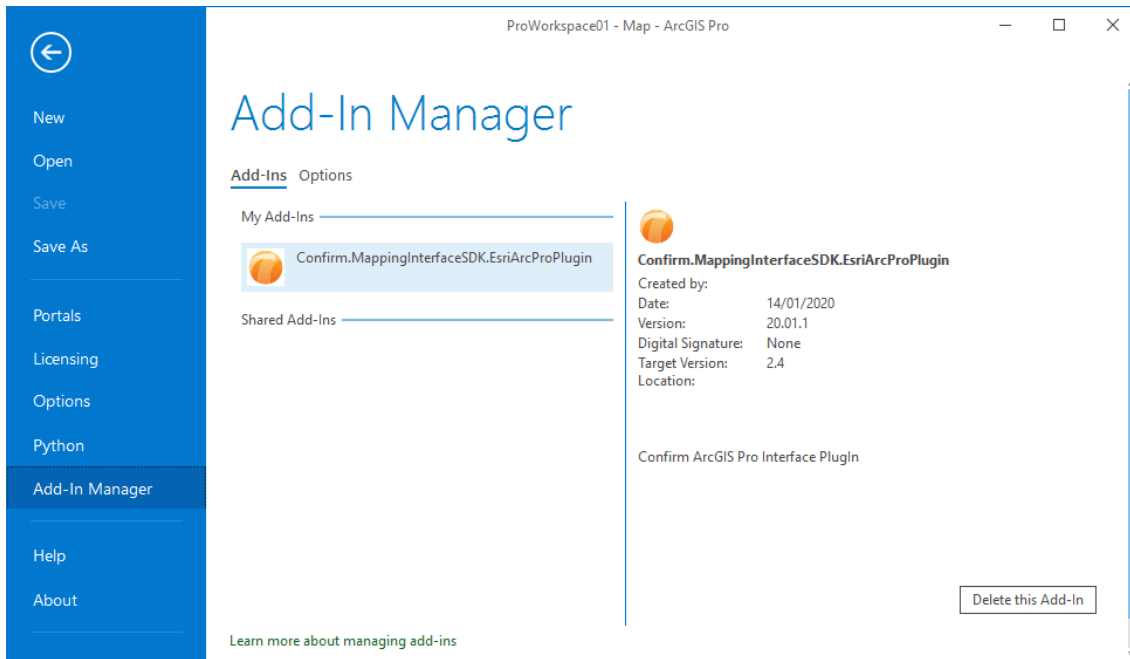 ProWorkspace01 - Map - ArcGIS Pro
New
Open
Save
Save As
Portals
Licensing
Options
Python
Add-In Manager
Help
About
Add-In Manager
Add-Ins Options
My Add-Ins
Confirm.MappingInterfaceSDK.EsriArcProPlugin
Shared Add-Ins
Confirm.MappingInterfaceSDK.EsriArcProPlugin
Created by:
Date: 14/01/2020
Version: 20.01.1
Digital Signature: None
Target Version: 2.4
Location:
Confirm ArcGIS Pro Interface PlugIn
Delete this Add-In
Learn more about managing add-ins